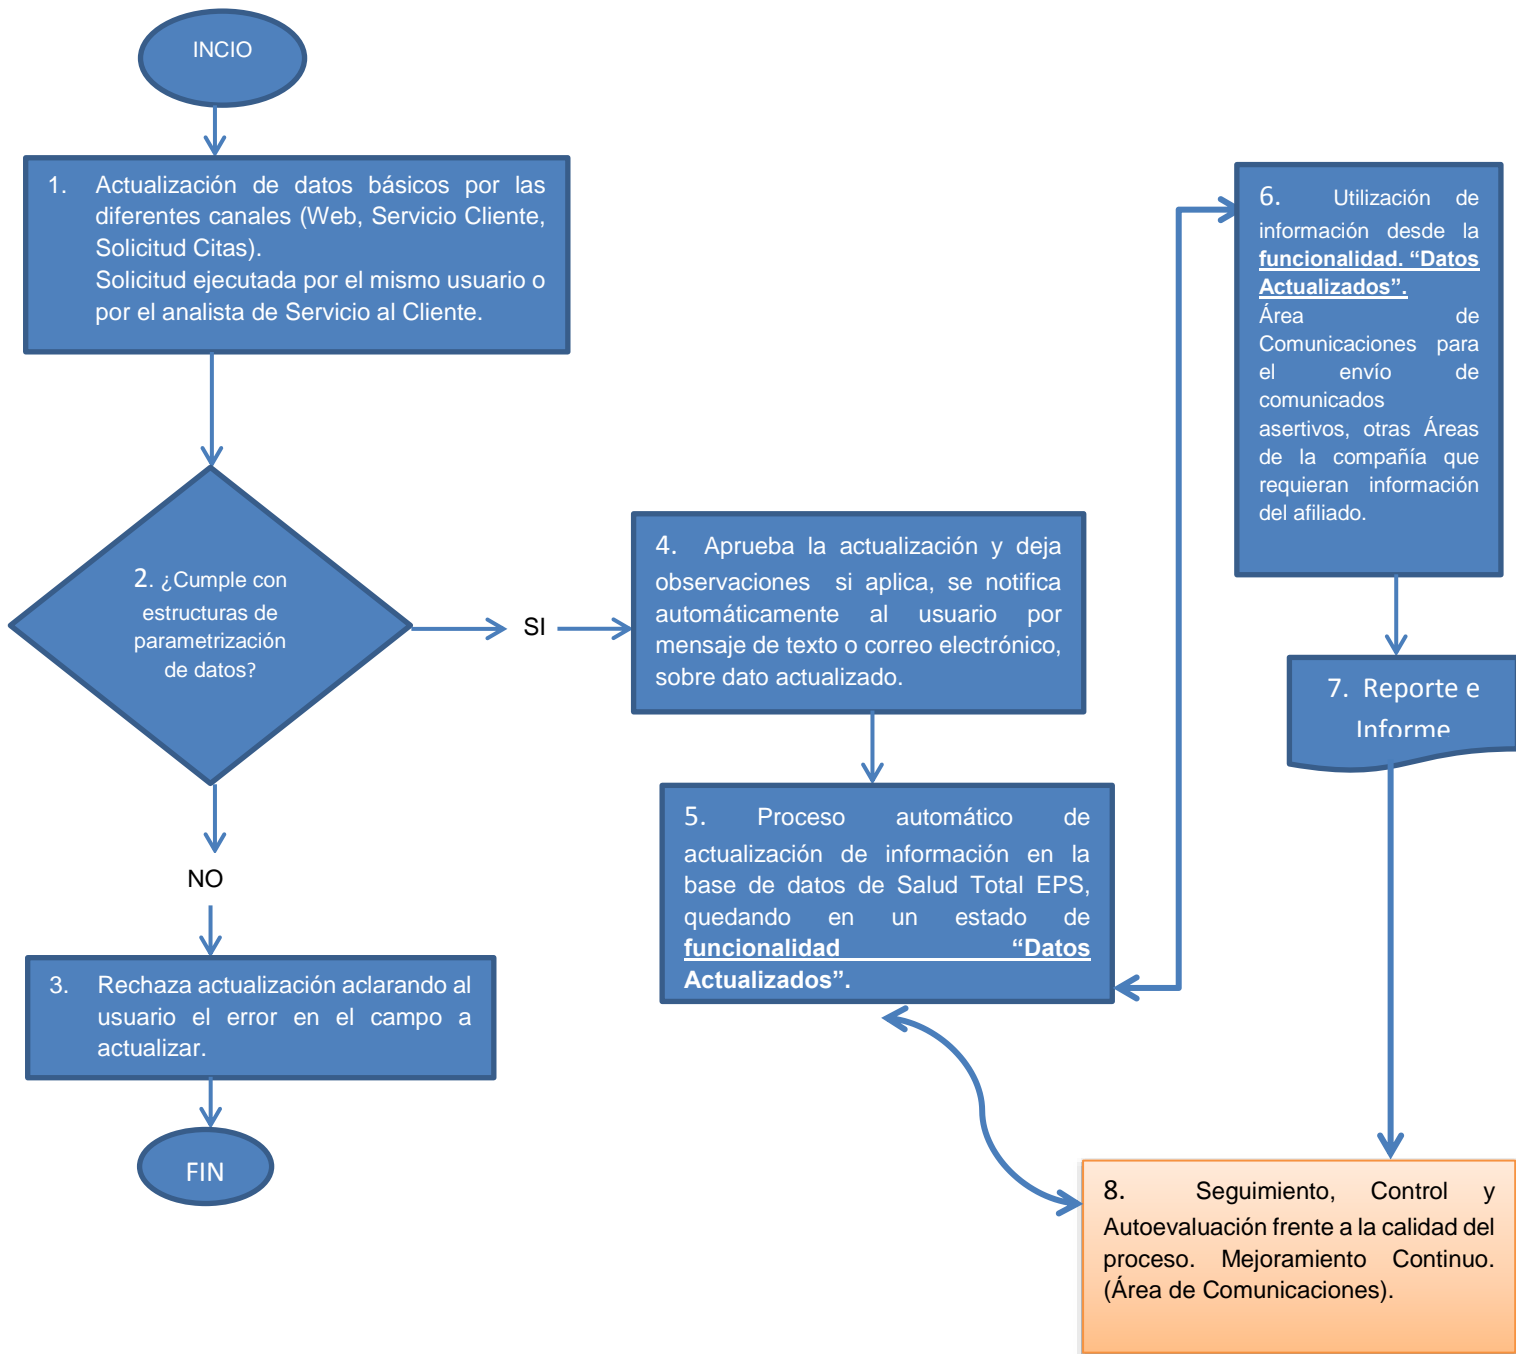 INCIO
1. Actualización de datos básicos por las
diferentes canales (Web, Servicio Cliente,
Solicitud Citas).
Solicitud ejecutada por el mismo usuario o
por el analista de Servicio al Cliente.
2. ¿Cumple con
estructuras de
parametrización
de datos?
SI
NO
3. Rechaza actualización aclarando al
usuario el error en el campo a
actualizar.
FIN
4. Aprueba la actualización y deja
observaciones si aplica, se notifica
automáticamente al usuario por
mensaje de texto o correo electrónico,
sobre dato actualizado.
5. Proceso automático de
actualización de información en la
base de datos de Salud Total EPS,
quedando en un estado de
funcionalidad “Datos
Actualizados”.
6. Utilización de
información desde la
funcionalidad. “Datos
Actualizados”.
Área de
Comunicaciones para
el envío de
comunicados
asertivos, otras Áreas
de la compañía que
requieran información
del afiliado.
7. Reporte e
Informe
8. Seguimiento, Control y
Autoevaluación frente a la calidad del
proceso. Mejoramiento Continuo.
(Área de Comunicaciones).